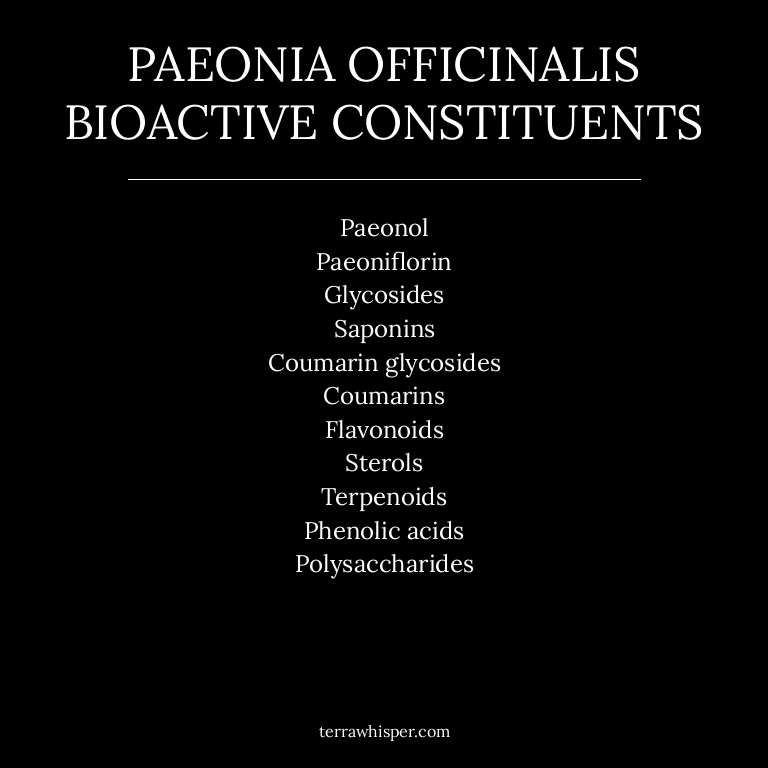 PAEONIA OFFICINALIS
BIOACTIVE CONSTITUENTS
Paeonol
Paeoniflorin
Glycosides
Saponins
Coumarin glycosides
Coumarins
Flavonoids
Sterols
Terpenoids
Phenolic acids
Polysaccharides
terrawhisper.com